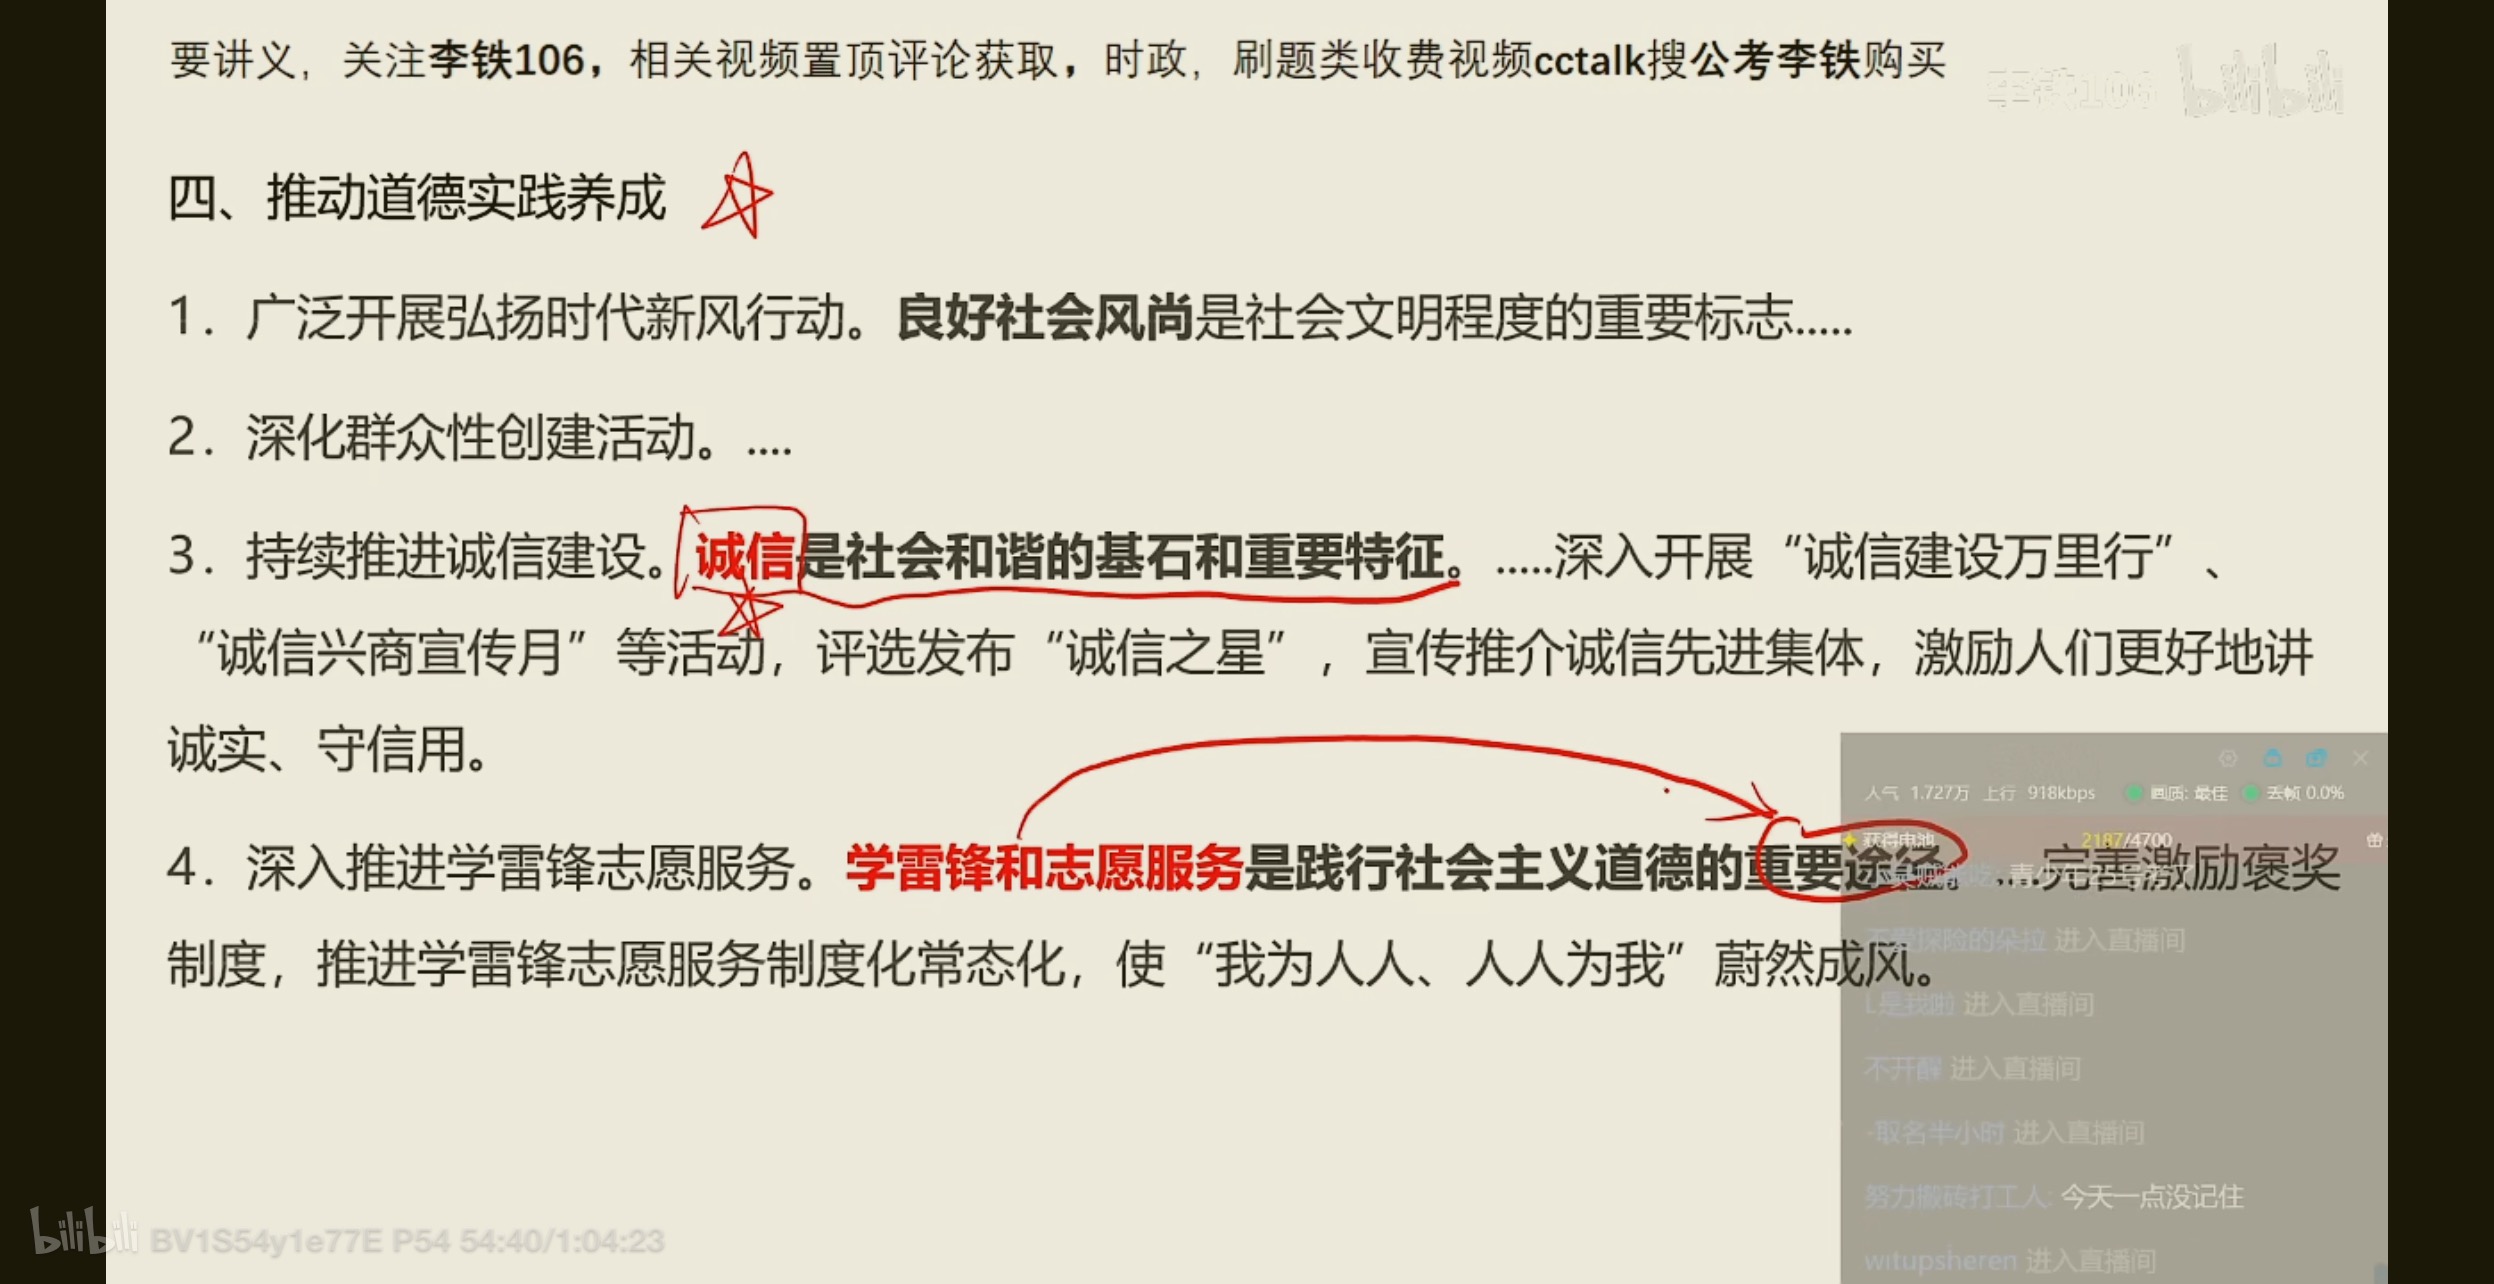 要讲义，关注李铁106，相关视频置顶评论获取，时政，刷题类收费视频cctalk搜公考李铁购买
李铁106 bilibili
四、推动道德实践养成
1．广泛开展弘扬时代新风行动。良好社会风尚是社会文明程度的重要标志.....
2．深化群众性创建活动。....
3．持续推进诚信建设。诚信是社会和谐的基石和重要特征。.....深入开展“诚信建设万里行”、
“诚信兴商宣传月”等活动，评选发布“诚信之星”，宣传推介诚信先进集体，激励人们更好地讲
诚实、守信用。
4．深入推进学雷锋志愿服务。学雷锋和志愿服务是践行社会主义道德的重要途径。....完善激励褒奖
制度，推进学雷锋志愿服务制度化常态化，使“我为人人、人人为我”蔚然成风。
人气 1.727万 上行 918kbps 画质: 最佳 丢帧 0.0%
获得电池 2187/4700
不爱探险的朵拉 进入直播间
L是我啦 进入直播间
不开醒 进入直播间
-取名半小时 进入直播间
努力搬砖打工人: 今天一点没记住
witupsheren 进入直播间
bilibili BV1S54y1e77E P54 54:40/1:04:23